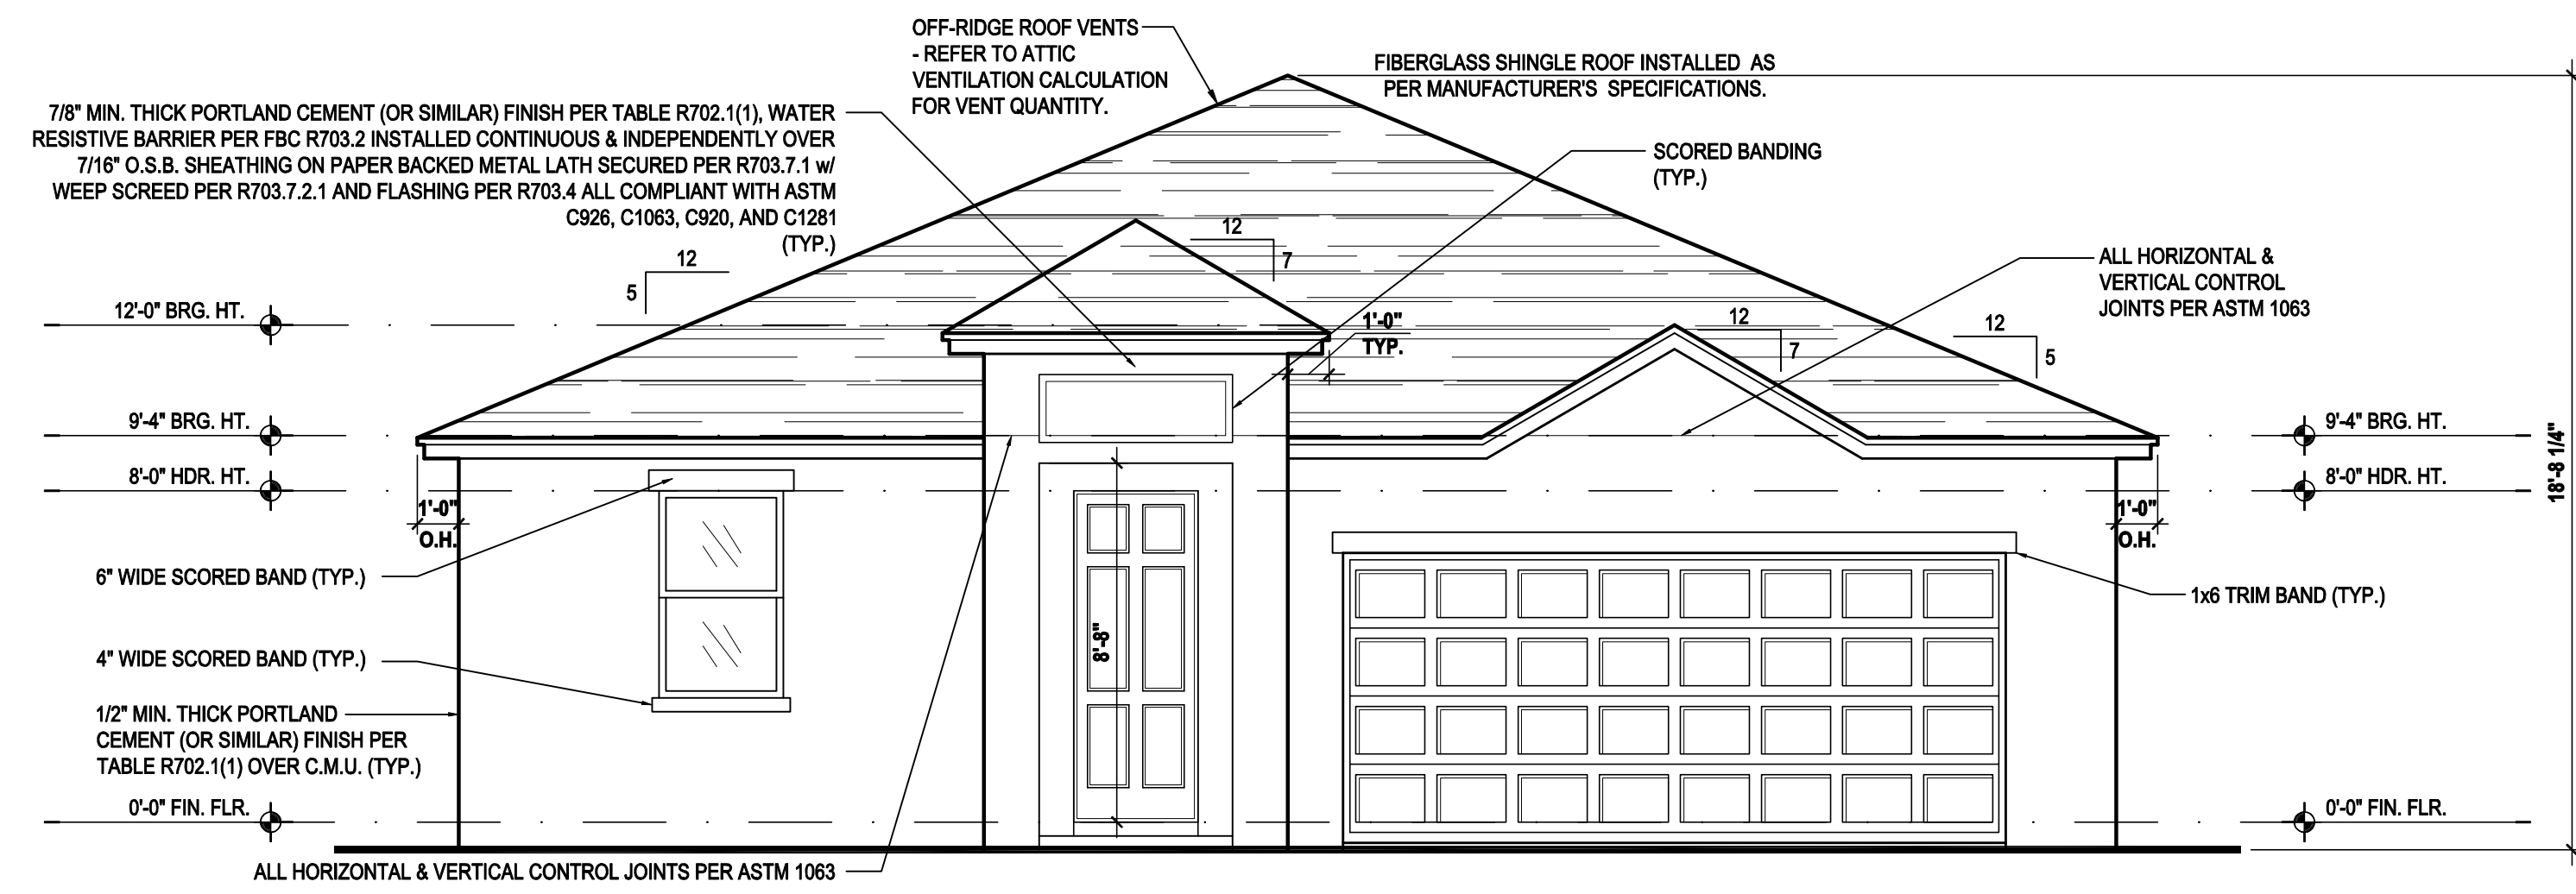 OFF-RIDGE ROOF VENTS
- REFER TO ATTIC
VENTILATION CALCULATION
FOR VENT QUANTITY.
FIBERGLASS SHINGLE ROOF INSTALLED AS
PER MANUFACTURER'S SPECIFICATIONS.
7/8" MIN. THICK PORTLAND CEMENT (OR SIMILAR) FINISH PER TABLE R702.1(1), WATER
RESISTIVE BARRIER PER FBC R703.2 INSTALLED CONTINUOUS & INDEPENDENTLY OVER
7/16" O.S.B. SHEATHING ON PAPER BACKED METAL LATH SECURED PER R703.7.1 w/
WEEP SCREED PER R703.7.2.1 AND FLASHING PER R703.4 ALL COMPLIANT WITH ASTM
C926, C1063, C920, AND C1281
(TYP.)
SCORED BANDING
(TYP.)
ALL HORIZONTAL &
VERTICAL CONTROL
JOINTS PER ASTM 1063
12
5
12
7
12
7
12
5
1'-0"
TYP.
12'-0" BRG. HT.
9'-4" BRG. HT.
8'-0" HDR. HT.
9'-4" BRG. HT.
8'-0" HDR. HT.
18'-8 1/4"
1'-0"
O.H.
1'-0"
O.H.
6" WIDE SCORED BAND (TYP.)
1x6 TRIM BAND (TYP.)
8'-8"
4" WIDE SCORED BAND (TYP.)
1/2" MIN. THICK PORTLAND
CEMENT (OR SIMILAR) FINISH PER
TABLE R702.1(1) OVER C.M.U. (TYP.)
0'-0" FIN. FLR.
0'-0" FIN. FLR.
ALL HORIZONTAL & VERTICAL CONTROL JOINTS PER ASTM 1063